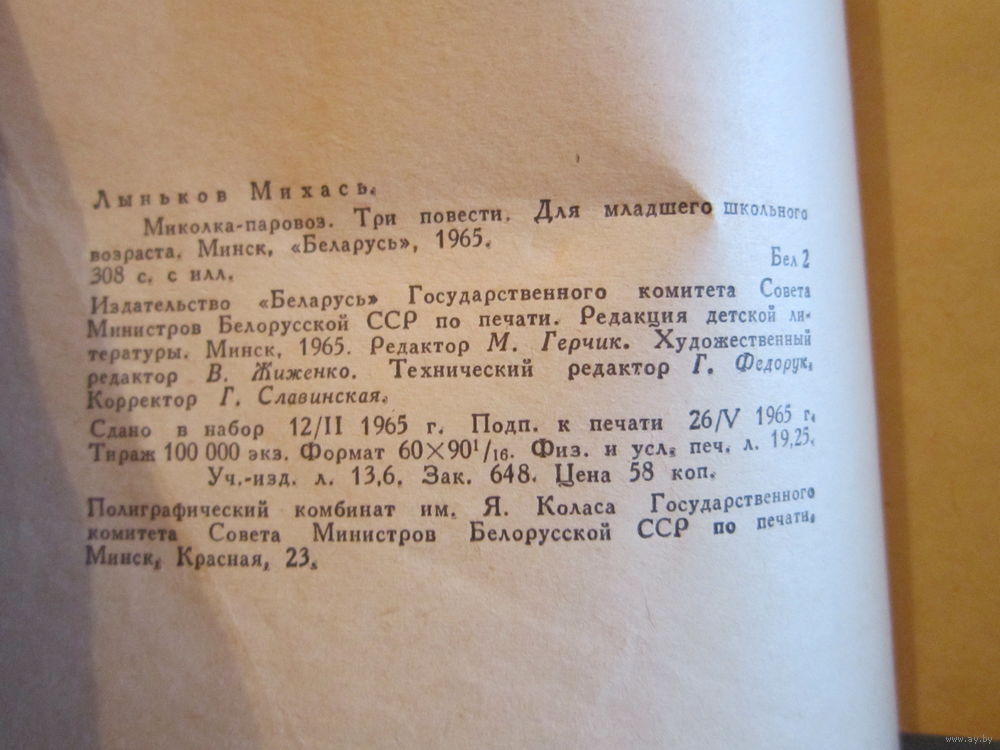 Лыньков Михась.
Миколка-паровоз. Три повести. Для младшего школьного
возраста. Минск, «Беларусь», 1965.
308 с. с илл.
Бел 2
Издательство «Беларусь» Государственного комитета Совета
Министров Белорусской ССР по печати. Редакция детской ли-
тературы. Минск, 1965. Редактор М. Герчик. Художественный
редактор В. Жиженко. Технический редактор Г. Федорук.
Корректор Г. Славинская.
Сдано в набор 12/II 1965 г. Подп. к печати 26/V 1965 г.
Тираж 100 000 экз. Формат 60×90¹/₁₆. Физ. и усл. печ. л. 19,25.
Уч.-изд. л. 13,6. Зак. 648. Цена 58 коп.
Полиграфический комбинат им. Я. Коласа Государственного
комитета Совета Министров Белорусской ССР по печати.
Минск, Красная, 23.
www.ay.by